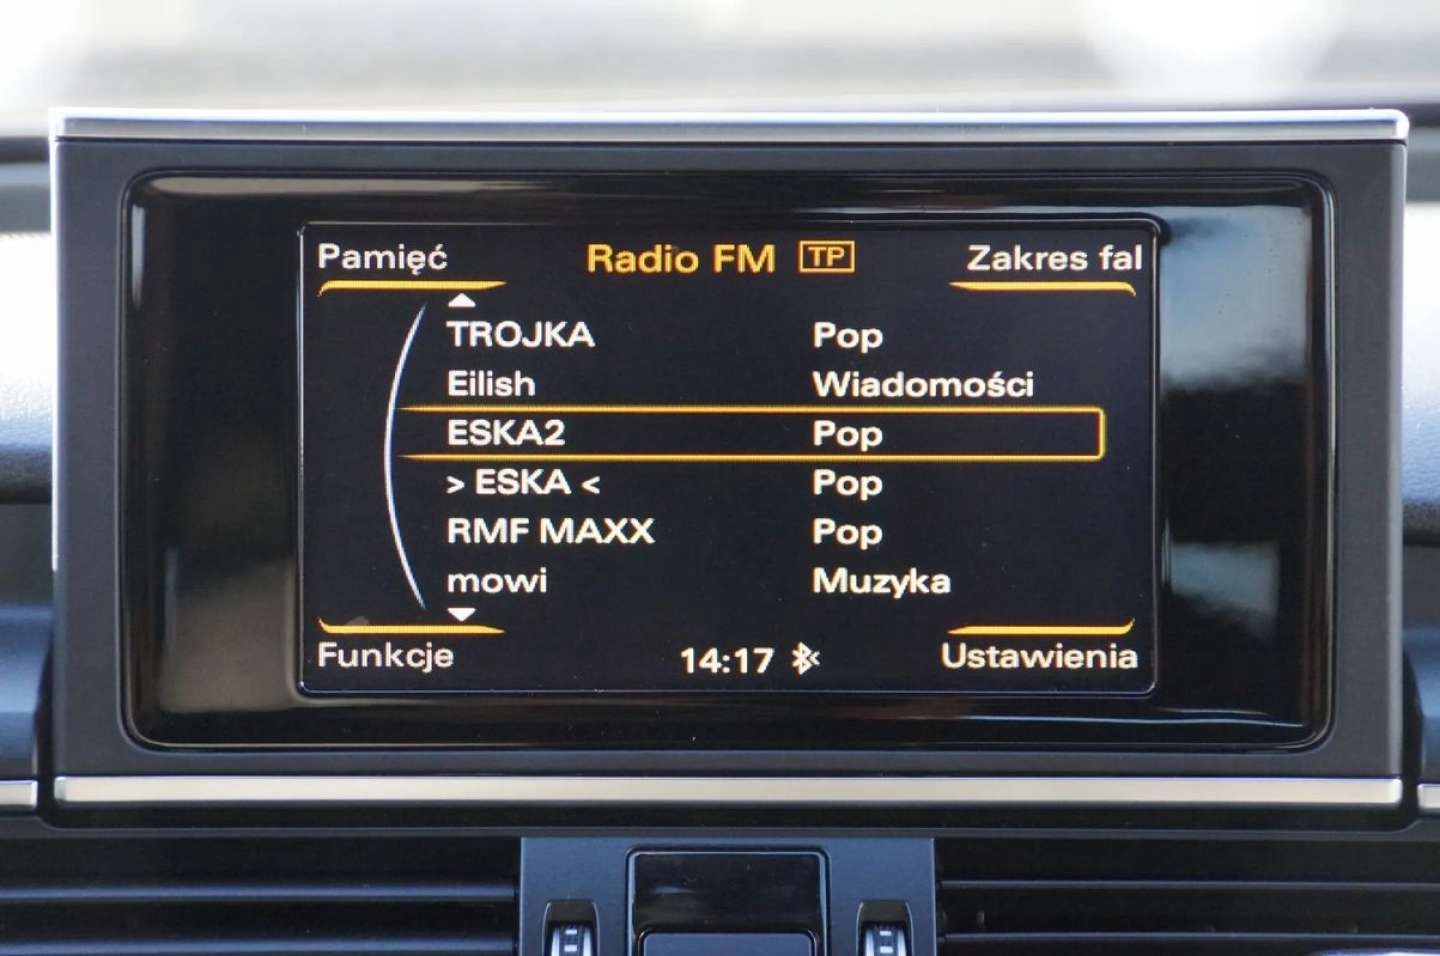 Pamięć Radio FM TP Zakres fal
TROJKA Pop
Eilish Wiadomości
ESKA2 Pop
> ESKA < Pop
RMF MAXX Pop
mowi Muzyka
Funkcje 14:17 Ustawienia